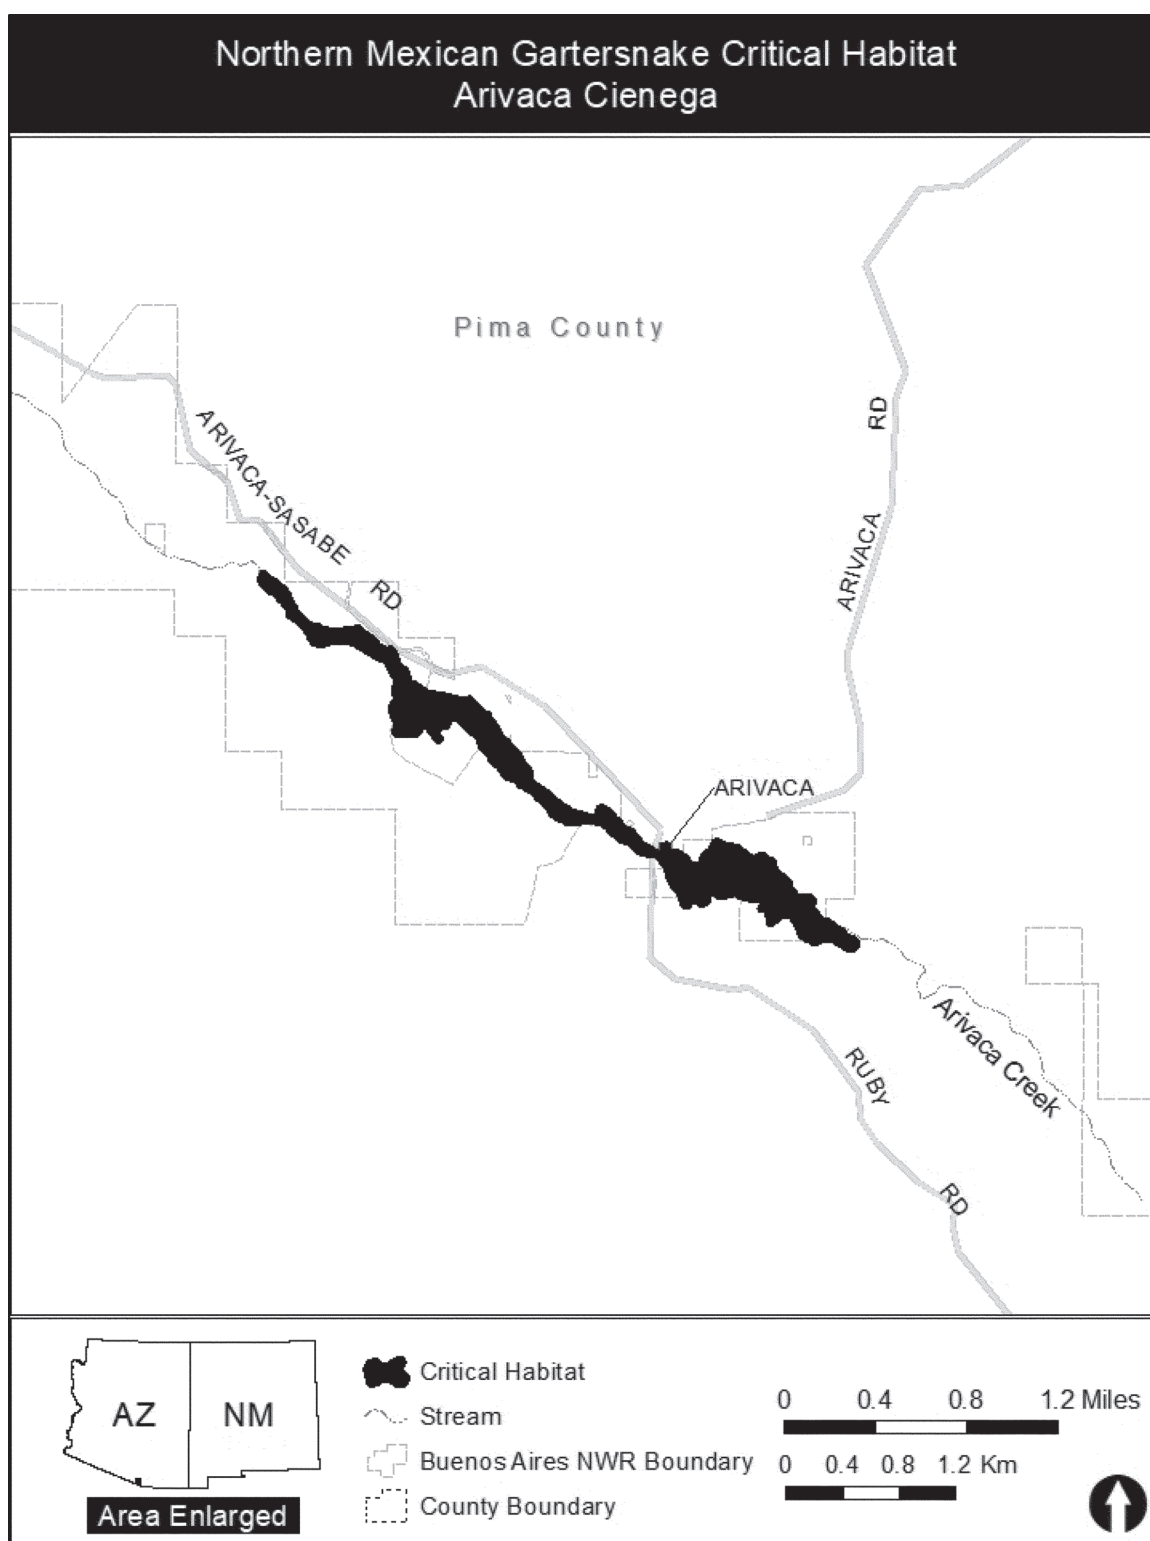 Northern Mexican Gartersnake Critical Habitat
Arivaca Cienega
Pima County
ARIVACA-SASABE RD
ARIVACA RD
ARIVACA
Arivaca Creek
RUBY RD
AZ
NM
Area Enlarged
Critical Habitat
Stream
Buenos Aires NWR Boundary
County Boundary
0 0.4 0.8 1.2 Miles
0 0.4 0.8 1.2 Km